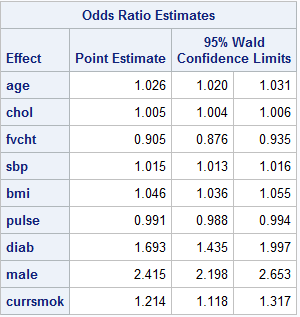 Odds Ratio Estimates
Effect Point Estimate 95% Wald Confidence Limits
age 1.026 1.020 1.031
chol 1.005 1.004 1.006
fvcht 0.905 0.876 0.935
sbp 1.015 1.013 1.016
bmi 1.046 1.036 1.055
pulse 0.991 0.988 0.994
diab 1.693 1.435 1.997
male 2.415 2.198 2.653
currsmok 1.214 1.118 1.317